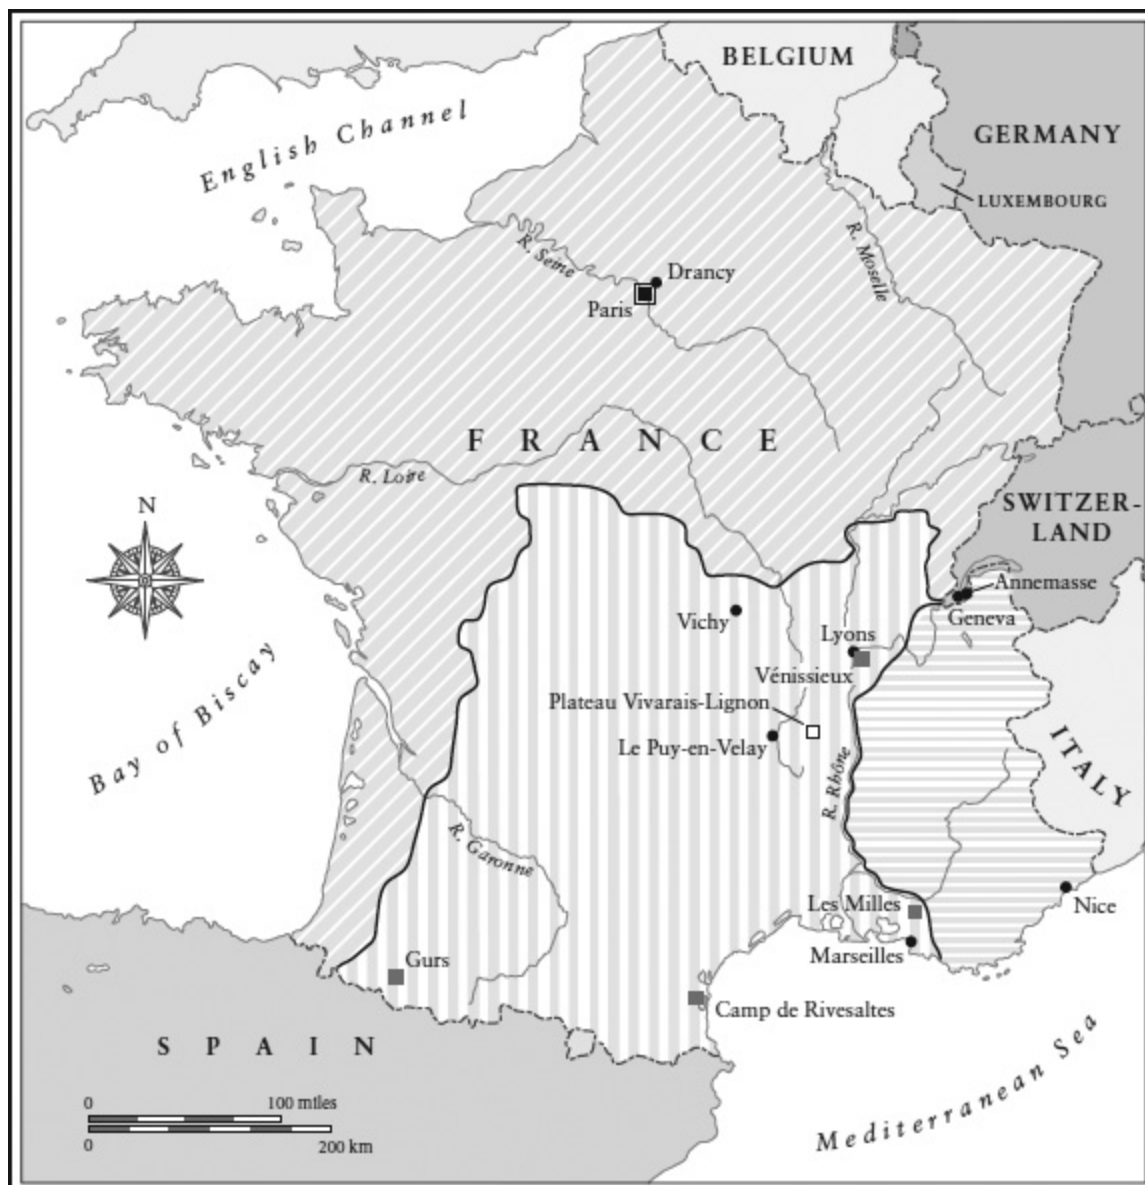 BELGIUM
English Channel
GERMANY
LUXEMBOURG
R. Seine
R. Moselle
Drancy
Paris
FRANCE
R. Loire
SWITZER-
LAND
N
Annemasse
Geneva
Vichy
Lyons
Vénissieux
Bay of Biscay
Plateau Vivarais-Lignon
Le Puy-en-Velay
ITALY
R. Rhône
R. Garonne
Les Milles
Nice
Marseilles
Gurs
Camp de Rivesaltes
SPAIN
Mediterranean Sea
0 100 miles
0 200 km